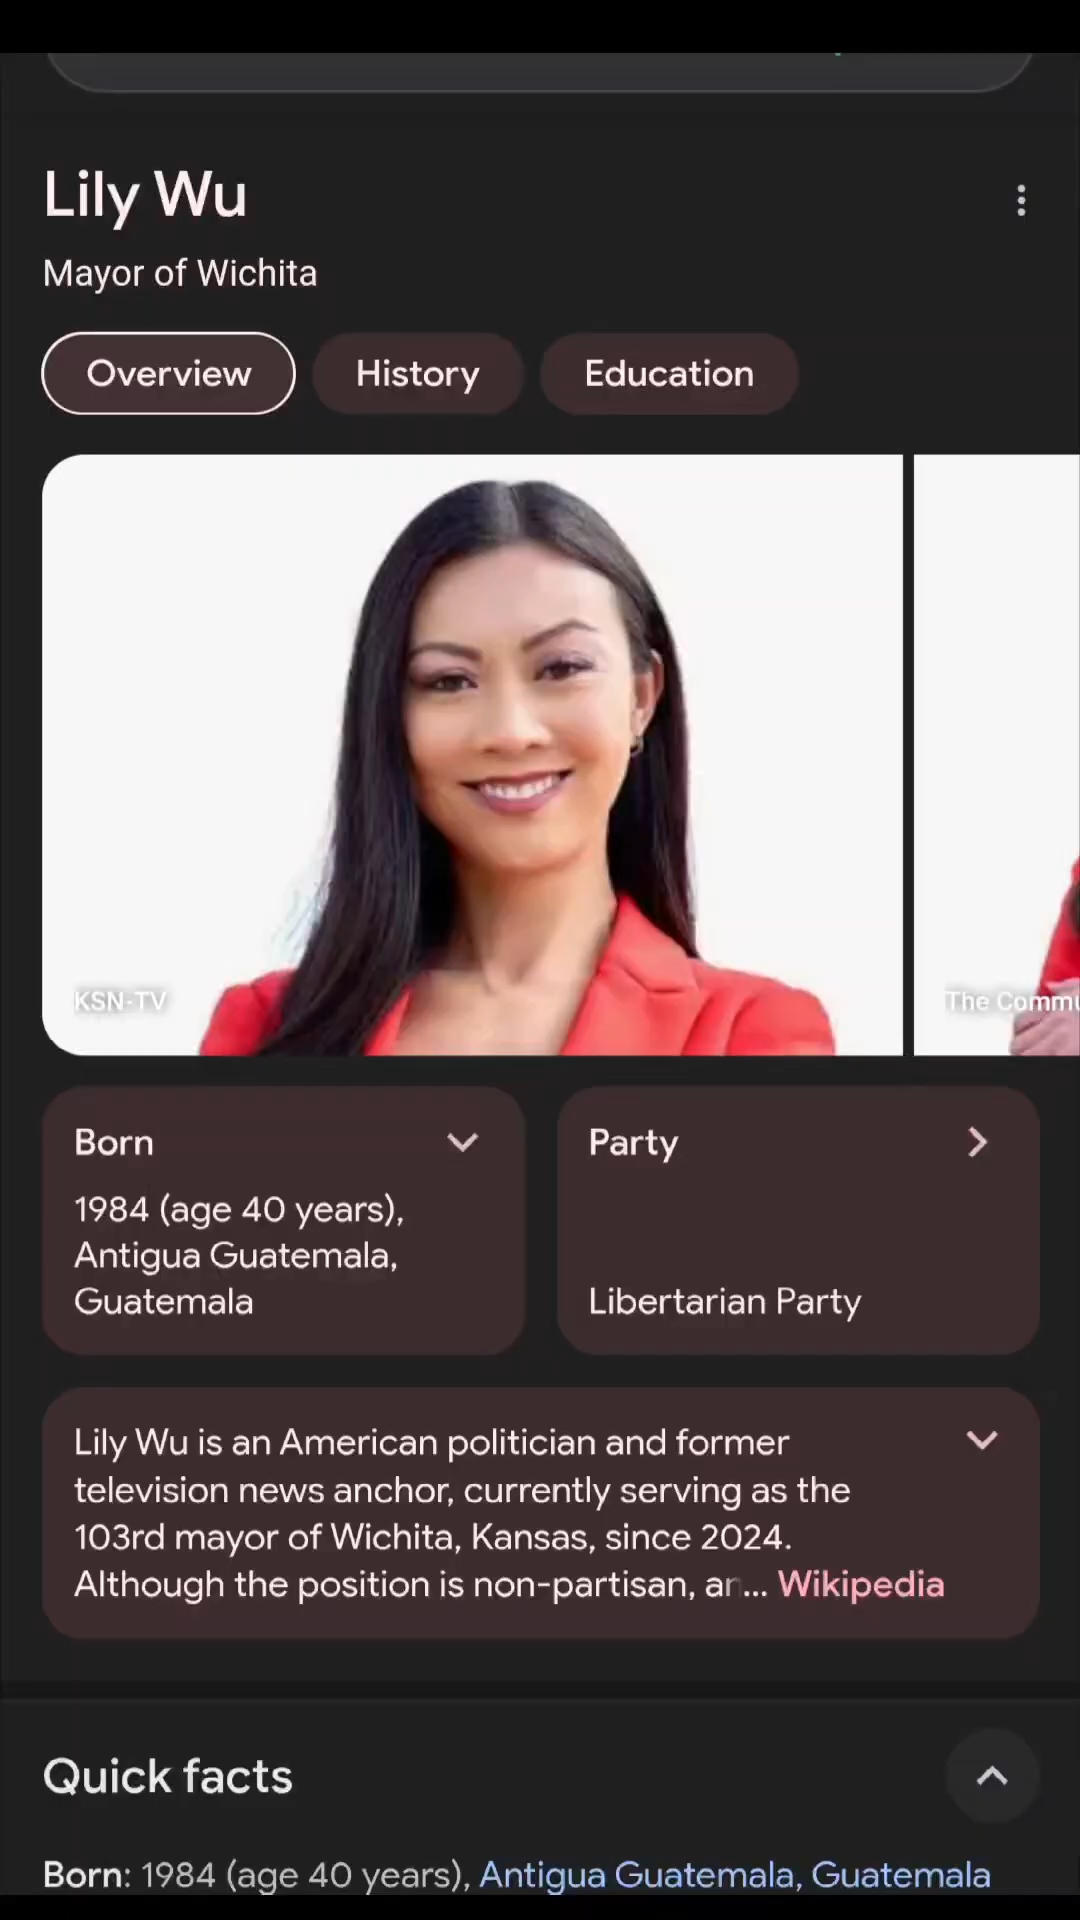 Lily Wu
Mayor of Wichita
Overview
History
Education
KSN-TV
The Commu
Born
1984 (age 40 years),
Antigua Guatemala,
Guatemala
Party
Libertarian Party
Lily Wu is an American politician and former
television news anchor, currently serving as the
103rd mayor of Wichita, Kansas, since 2024.
Although the position is non-partisan, an... Wikipedia
Quick facts
Born: 1984 (age 40 years), Antigua Guatemala, Guatemala